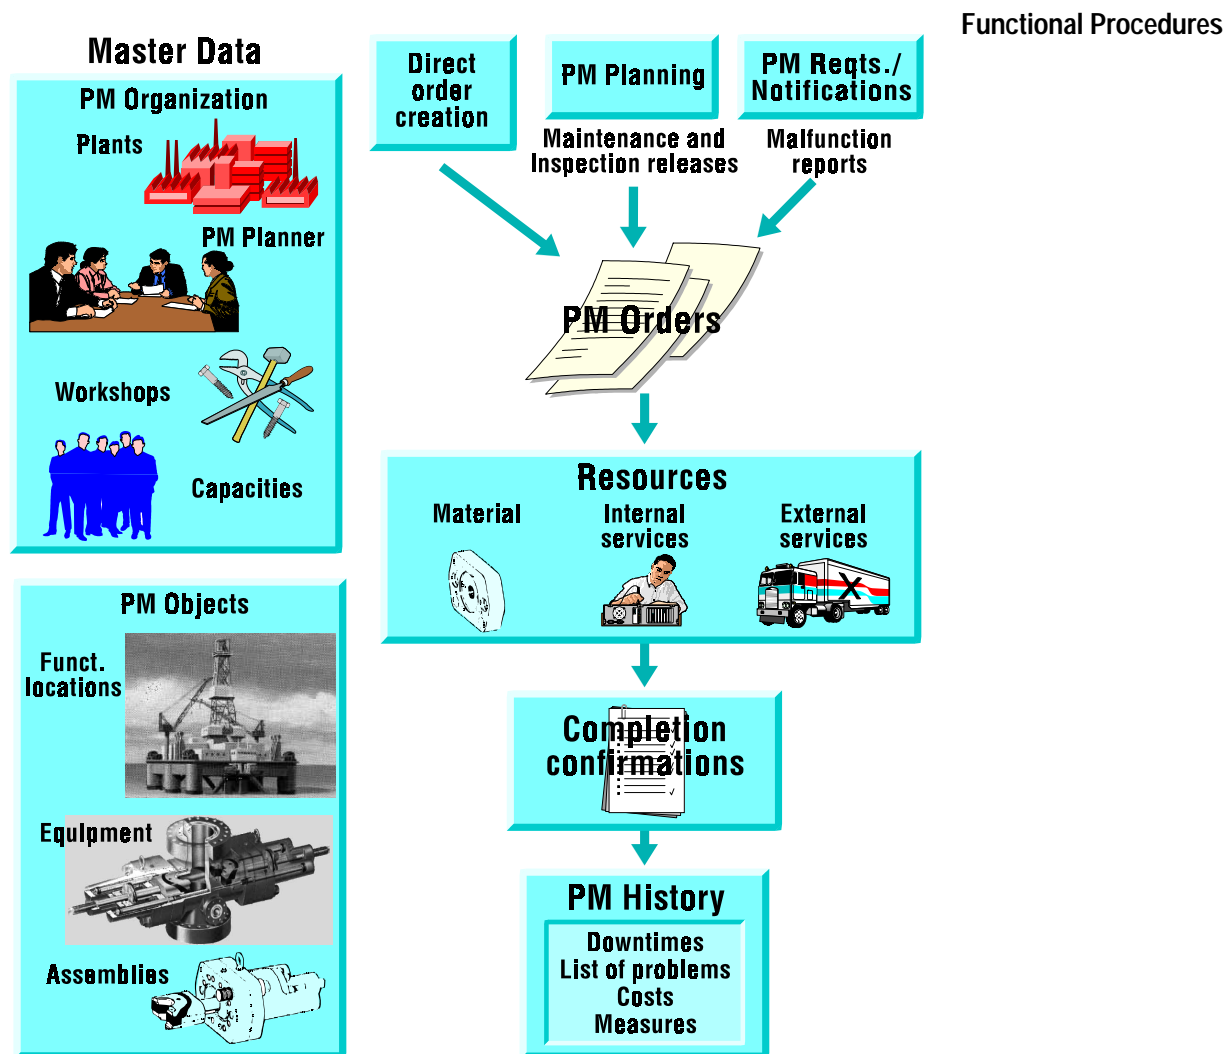 Functional Procedures
Master Data
PM Organization
Plants
PM Planner
Workshops
Capacities
PM Objects
Funct.
locations
Equipment
Assemblies
Direct
order
creation
PM Planning
Maintenance and
Inspection releases
PM Reqts./
Notifications
Malfunction
reports
PM Orders
Resources
Material
Internal
services
External
services
X
Completion
confirmations
PM History
Downtimes
List of problems
Costs
Measures